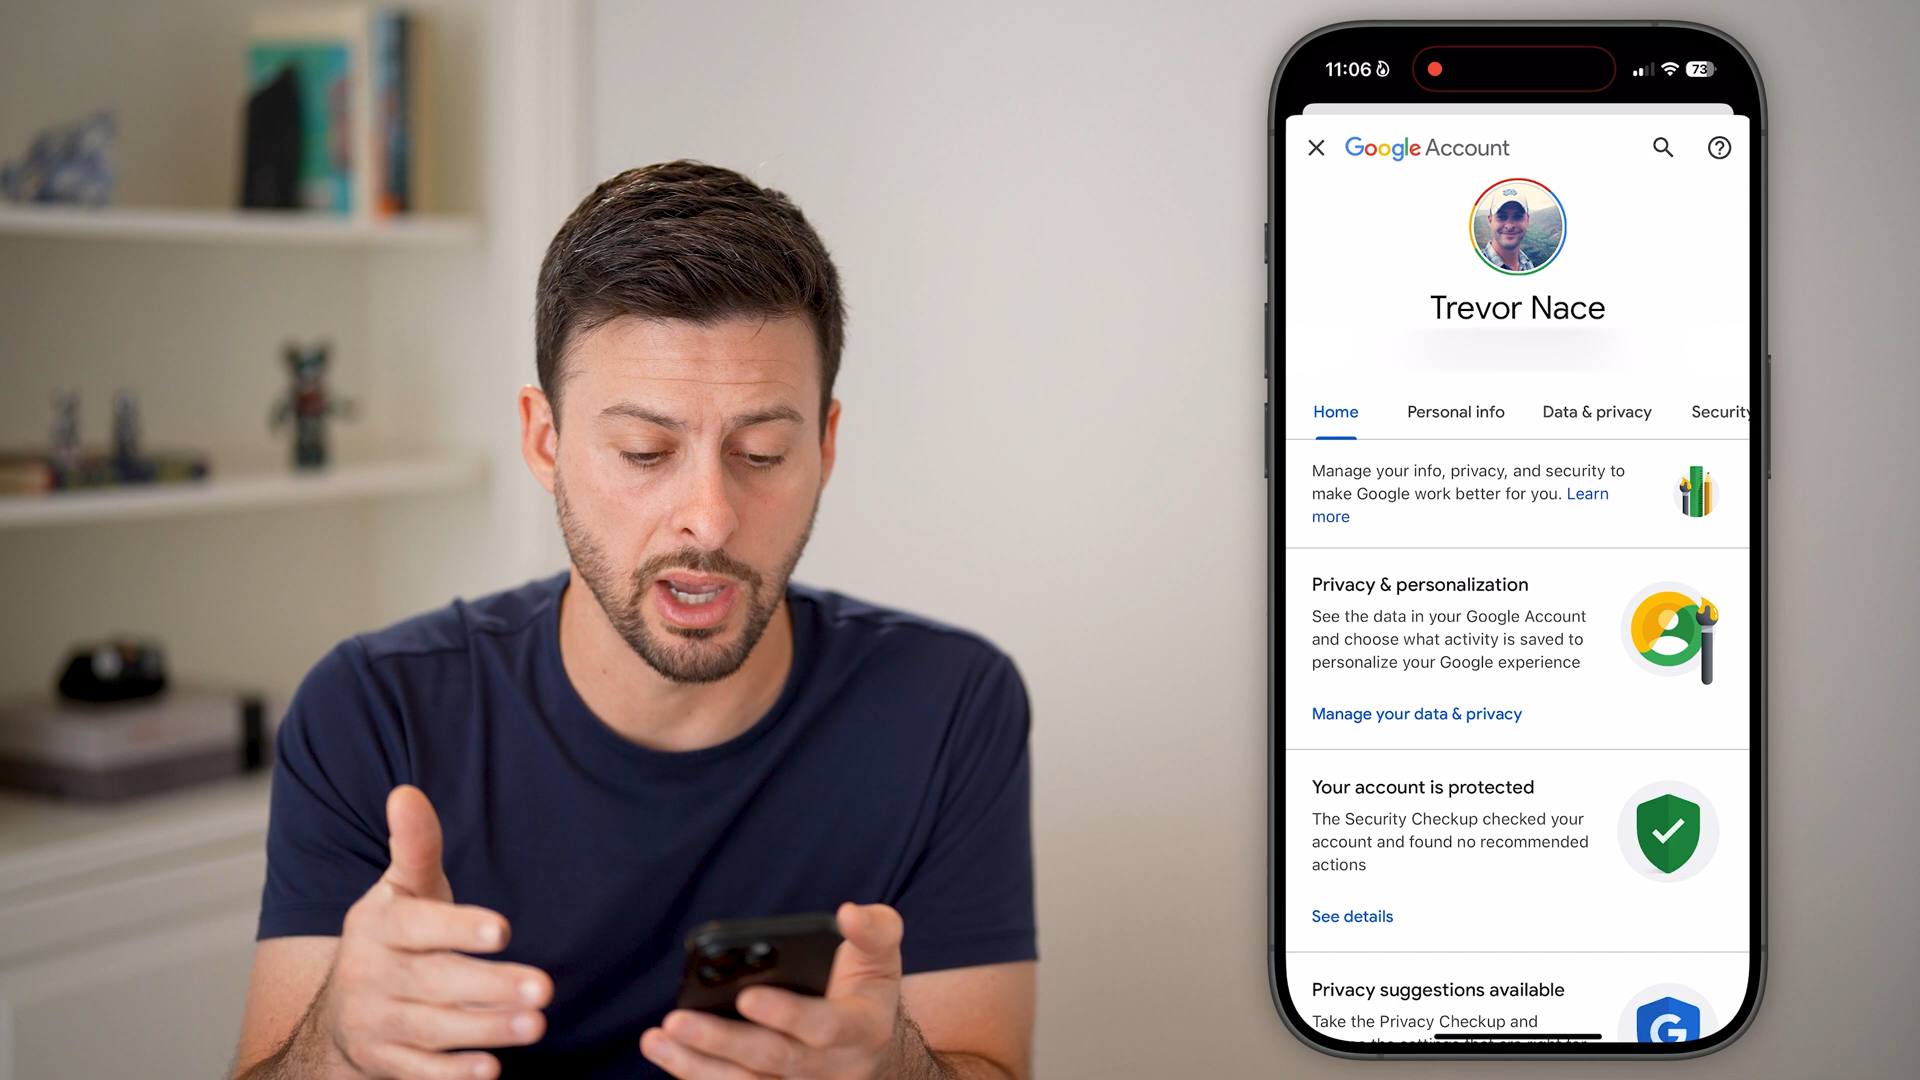 11:06
73
Google Account
Trevor Nace
Home Personal info Data & privacy Security
Manage your info, privacy, and security to
make Google work better for you. Learn
more
Privacy & personalization
See the data in your Google Account
and choose what activity is saved to
personalize your Google experience
Manage your data & privacy
Your account is protected
The Security Checkup checked your
account and found no recommended
actions
See details
Privacy suggestions available
Take the Privacy Checkup and